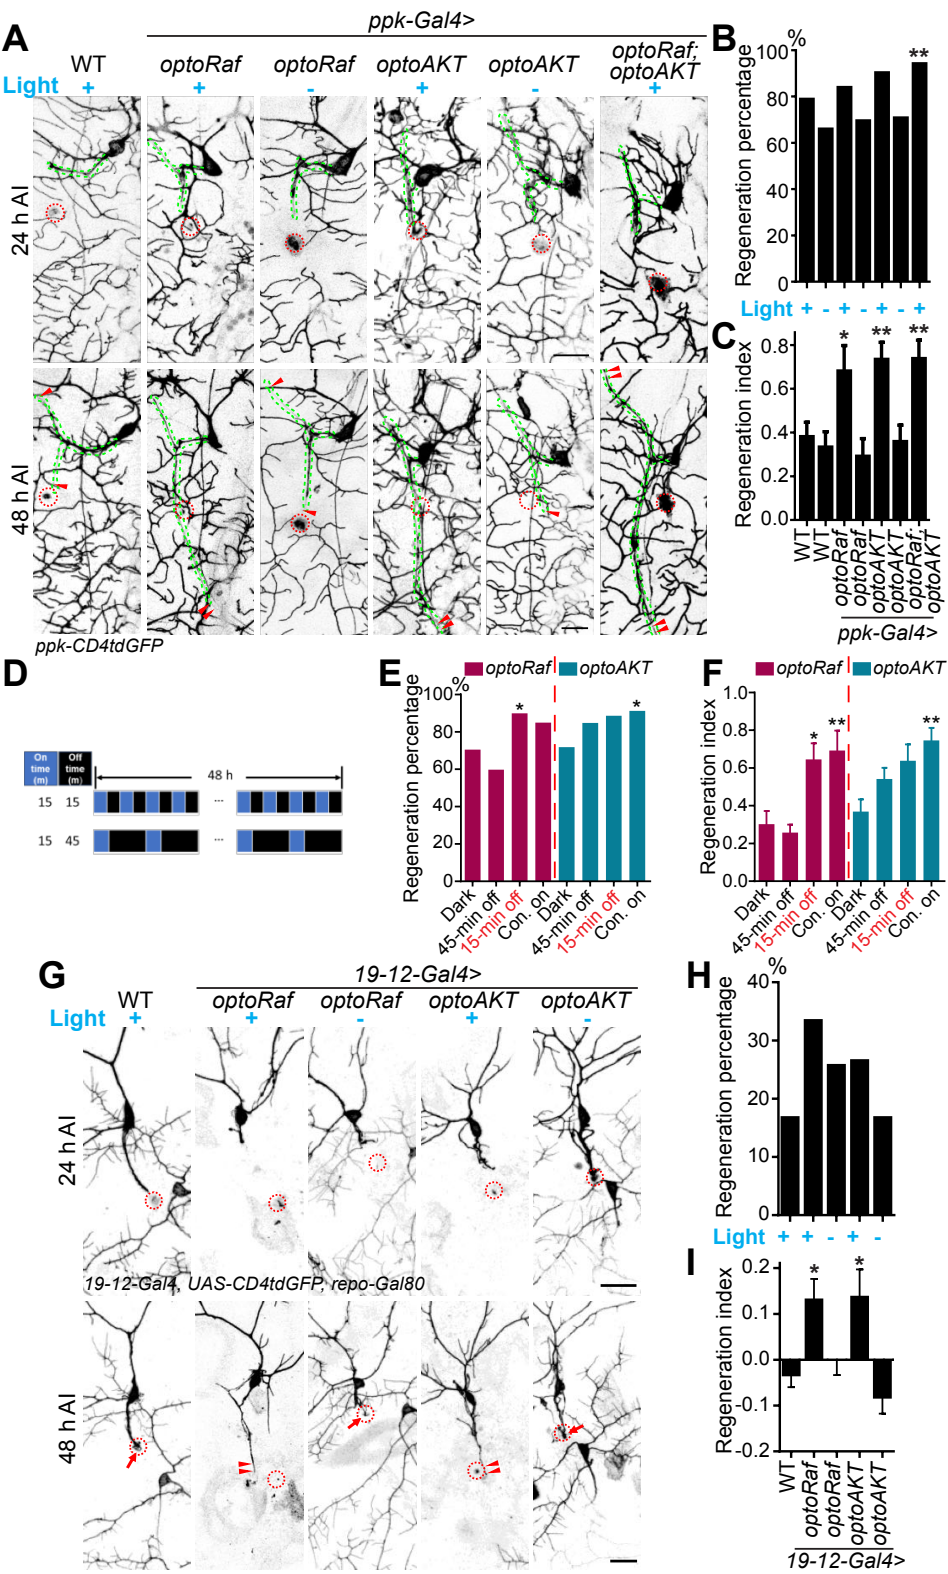 ppk-Gal4>
A
WT
optoRaf
optoRaf
optoAKT
optoAKT
optoRaf;
optoAKT
Light
+
+
-
+
-
+
24 h AI
48 h AI
ppk-CD4tdGFP
B
%
Regeneration percentage
100
80
60
40
20
0
**
Light
+
-
+
-
+
-
+
C
Regeneration index
0.8
0.6
0.4
0.2
0.0
*
**
**
WT
WT
optoRaf
optoRaf
optoAKT
optoAKT
optoRaf;
optoAKT
ppk-Gal4>
D
On
time
(m)
Off
time
(m)
48 h
15
15
...
15
45
...
E
%
optoRaf
optoAKT
Regeneration percentage
100
80
60
40
20
0
*
*
Dark
45-min off
15-min off
Con. on
Dark
45-min off
15-min off
Con. on
F
optoRaf
optoAKT
Regeneration index
1.0
0.8
0.6
0.4
0.2
0.0
*
**
**
Dark
45-min off
15-min off
Con. on
Dark
45-min off
15-min off
Con. on
G
19-12-Gal4>
WT
optoRaf
optoRaf
optoAKT
optoAKT
Light
+
+
-
+
-
24 h AI
19-12-Gal4, UAS-CD4tdGFP, repo-Gal80
48 h AI
H
%
Regeneration percentage
40
30
20
10
0
Light
+
+
-
+
-
I
Regeneration index
0.2
0.1
0.0
-0.1
-0.2
*
*
WT
optoRaf
optoRaf
optoAKT
optoAKT
19-12-Gal4>